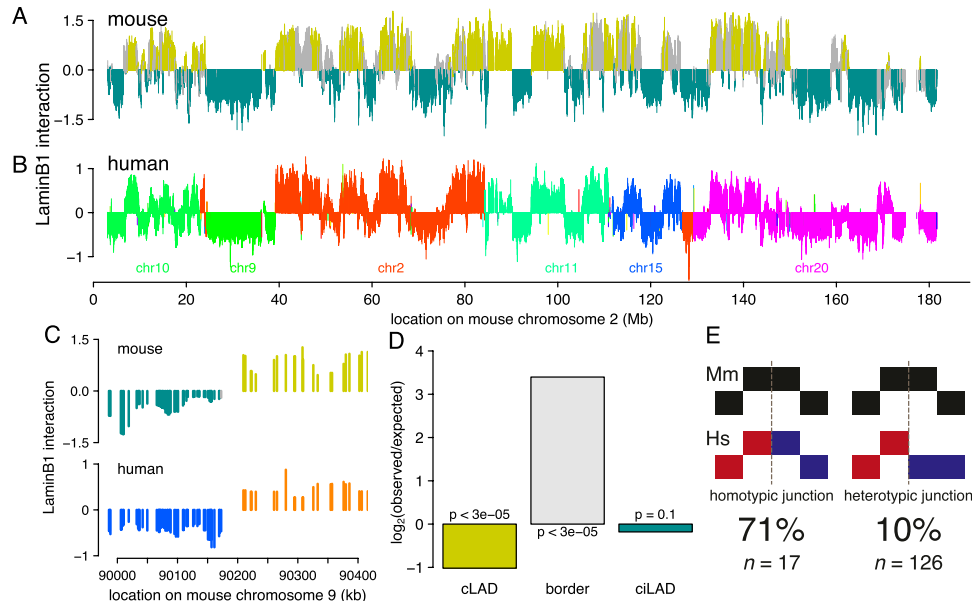 A
mouse
1.5
0.0
−1.5
LaminB1 interaction
B
human
1
0
−1
chr10
chr9
chr2
chr11
chr15
chr20
0
20
40
60
80
100
120
140
160
180
location on mouse chromosome 2 (Mb)
C
mouse
1.5
0.0
−1.5
LaminB1 interaction
human
1
0
−1
90000
90100
90200
90300
90400
location on mouse chromosome 9 (kb)
D
log2(observed/expected)
4
3
2
1
0
−1
p < 3e−05
p < 3e−05
p = 0.1
cLAD
border
ciLAD
E
Mm
Hs
homotypic junction
heterotypic junction
71%
10%
n = 17
n = 126